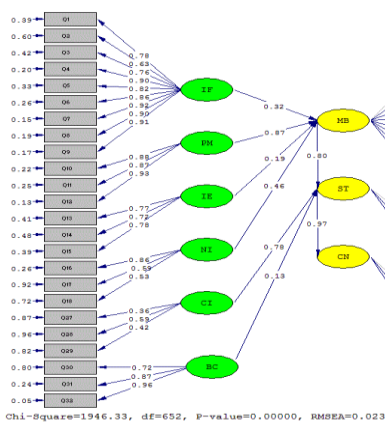 0.39 Q1
0.60 Q2
0.42 Q3
0.20 Q4
0.33 Q5
0.26 Q6
0.15 Q7
0.19 Q8
0.17 Q9
0.22 Q10
0.25 Q11
0.13 Q12
0.41 Q13
0.48 Q14
0.39 Q15
0.26 Q16
0.92 Q17
0.72 Q18
0.87 Q27
0.96 Q28
0.82 Q29
0.80 Q30
0.24 Q31
0.05 Q32
0.78
0.63
0.76
0.90
0.82
0.86
0.92
0.90
0.91
0.88
0.87
0.93
0.77
0.72
0.78
0.86
0.59
0.53
0.36
0.59
0.42
0.72
0.87
0.96
IF
PM
IE
NI
CI
BC
0.32
0.87
0.19
0.46
0.78
0.13
MB
0.80
ST
0.97
CN
Chi-Square=1946.33, df=652, P-value=0.00000, RMSEA=0.023